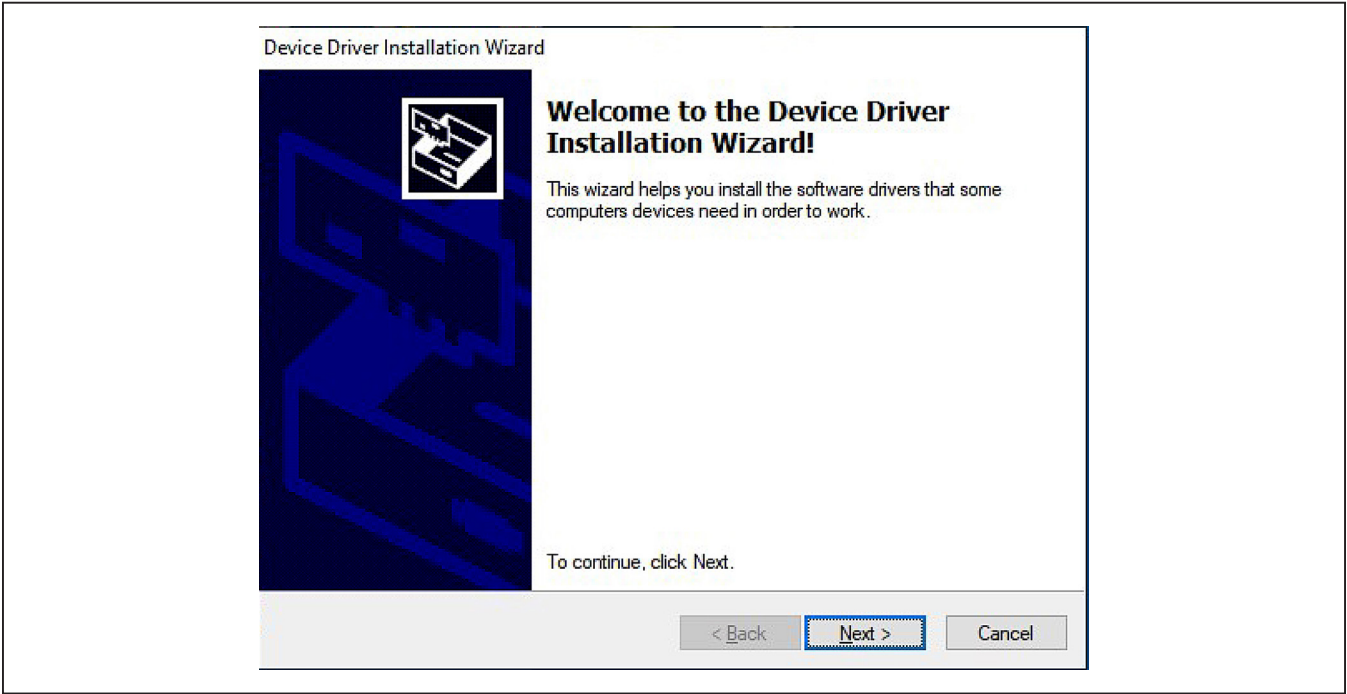 Device Driver Installation Wizard
Welcome to the Device Driver
Installation Wizard!
This wizard helps you install the software drivers that some
computers devices need in order to work.
To continue, click Next.
< Back
Next >
Cancel